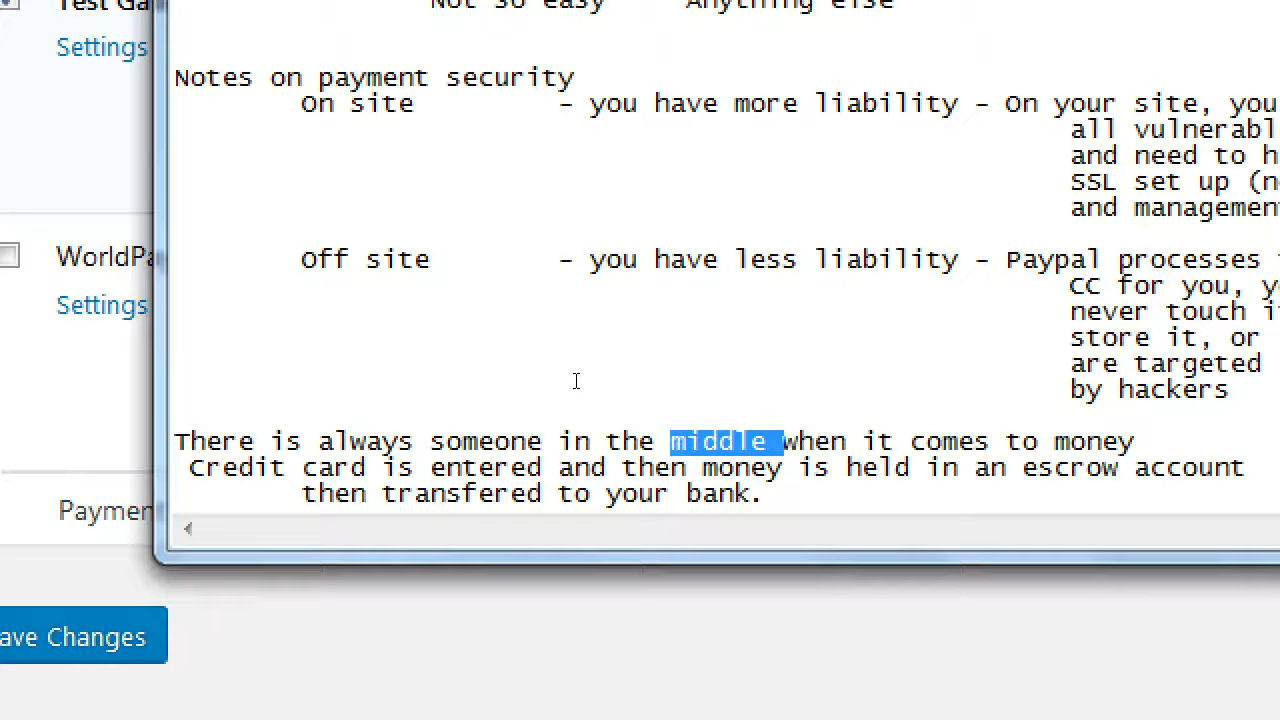 Test Ga
Not so easy Anything else
Settings
Notes on payment security
On site - you have more liability - On your site, you
all vulnerabl
and need to h
SSL set up (n
and managemen
WorldPa
Off site - you have less liability - Paypal processes
Settings
CC for you, y
never touch i
store it, or
are targeted
by hackers
There is always someone in the middle when it comes to money
Credit card is entered and then money is held in an escrow account
then transfered to your bank.
Paymen
ave Changes